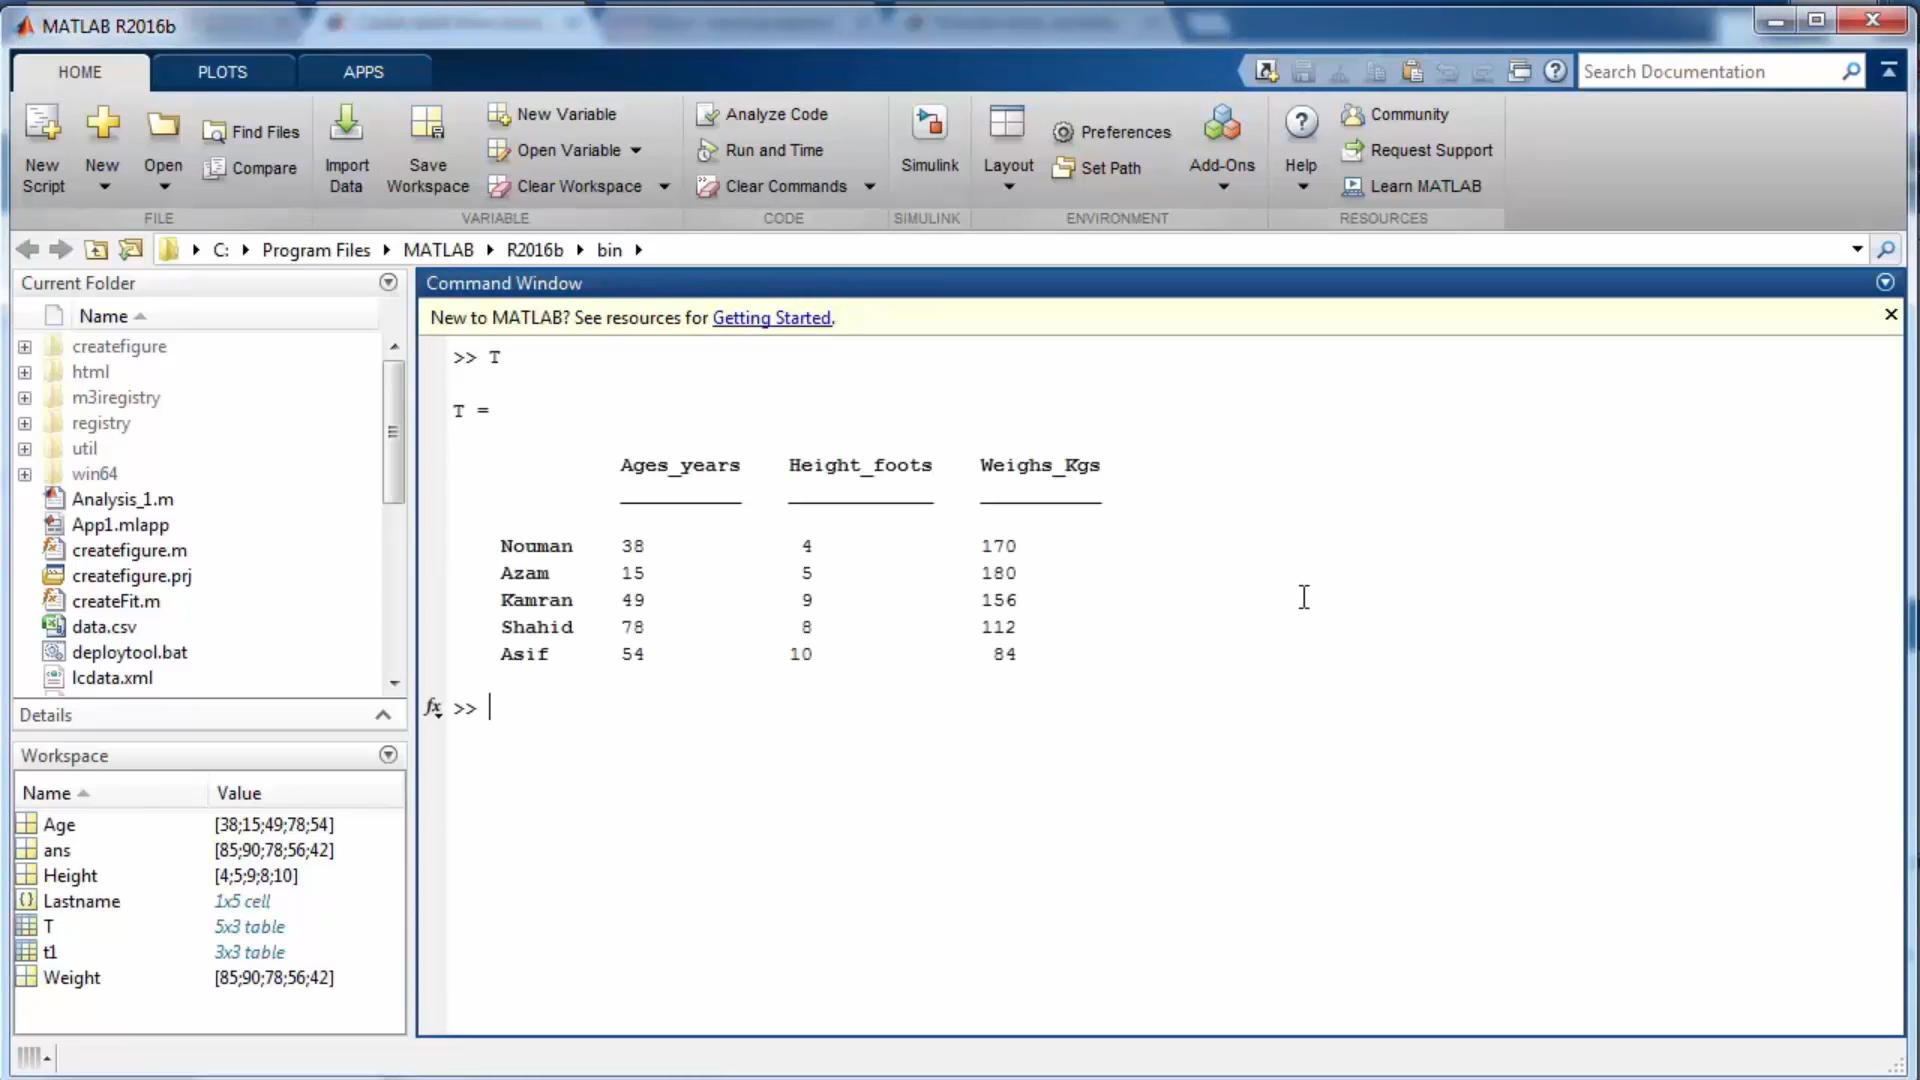 MATLAB R2016b
HOME PLOTS APPS
Search Documentation
New Script
New
Open
Find Files
Compare
Import Data
Save Workspace
New Variable
Open Variable
Clear Workspace
Analyze Code
Run and Time
Clear Commands
Simulink
Layout
Preferences
Set Path
Add-Ons
Help
Community
Request Support
Learn MATLAB
FILE VARIABLE CODE SIMULINK ENVIRONMENT RESOURCES
C: Program Files MATLAB R2016b bin
Current Folder
Name
createfigure
html
m3iregistry
registry
util
win64
Analysis_1.m
App1.mlapp
createfigure.m
createfigure.prj
createFit.m
data.csv
deploytool.bat
lcdata.xml
Details
Workspace
Name Value
Age [38;15;49;78;54]
ans [85;90;78;56;42]
Height [4;5;9;8;10]
Lastname 1x5 cell
T 5x3 table
t1 3x3 table
Weight [85;90;78;56;42]
Command Window
New to MATLAB? See resources for Getting Started.
>> T
T =
Ages_years Height_foots Weighs_Kgs
Nouman 38 4 170
Azam 15 5 180
Kamran 49 9 156
Shahid 78 8 112
Asif 54 10 84
fx >>